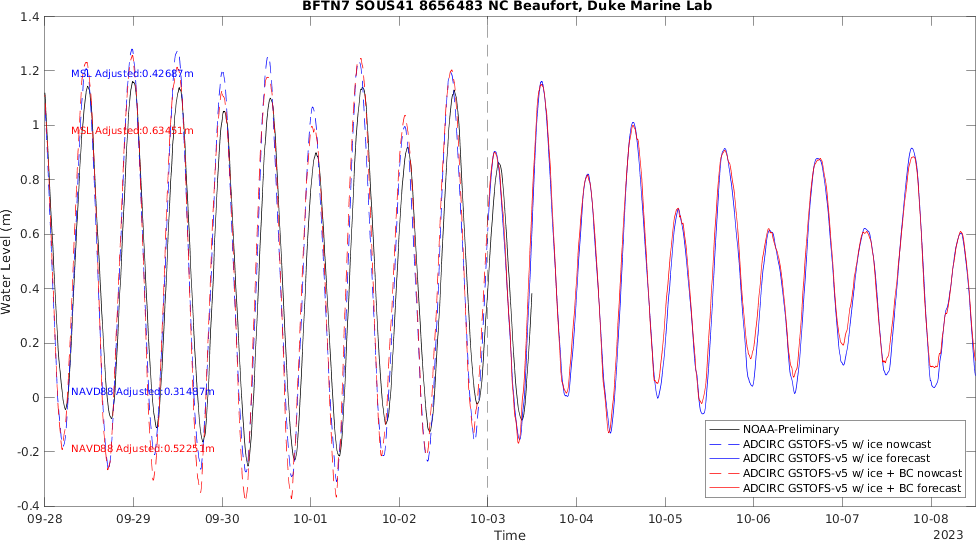 BFTN7 SOUS41 8656483 NC Beaufort, Duke Marine Lab
1.4
1.2
1
0.8
0.6
0.4
0.2
0
-0.2
-0.4
Water Level (m)
MSL Adjusted:0.42687m
MSL Adjusted:0.63451m
NAVD88 Adjusted:0.31487m
NAVD88 Adjusted:0.52251m
NOAA-Preliminary
ADCIRC GSTOFS-v5 w/ ice nowcast
ADCIRC GSTOFS-v5 w/ ice forecast
ADCIRC GSTOFS-v5 w/ ice + BC nowcast
ADCIRC GSTOFS-v5 w/ ice + BC forecast
09-28 09-29 09-30 10-01 10-02 10-03 10-04 10-05 10-06 10-07 10-08
Time
2023